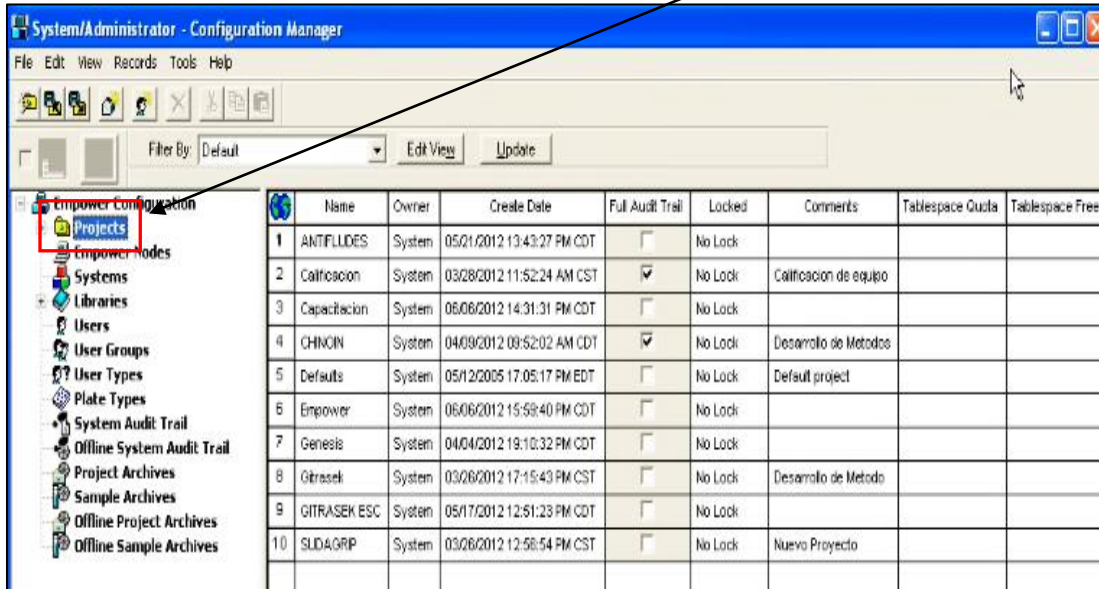 System/Administrator - Configuration Manager
File Edit View Records Tools Help
Filter By: Default Edit View Update
Empower Configuration
Projects
Empower Nodes
Systems
Libraries
Users
User Groups
User Types
Plate Types
System Audit Trail
Offline System Audit Trail
Project Archives
Sample Archives
Offline Project Archives
Offline Sample Archives
Name Owner Create Date Full Audit Trail Locked Comments Tablespace Quota Tablespace Free
1 ANTIFLUDES System 05/21/2012 13:43:27 PM CDT No Lock
2 Calificacion System 03/28/2012 11:52:24 AM CST No Lock Calificacion de equipo
3 Capacitacion System 06/06/2012 14:31:31 PM CDT No Lock
4 CHINOIN System 04/09/2012 09:52:02 AM CDT No Lock Desarrollo de Metodos
5 Defaults System 05/12/2005 17:05:17 PM EDT No Lock Default project
6 Empower System 06/06/2012 15:59:40 PM CDT No Lock
7 Genesis System 04/04/2012 19:10:32 PM CDT No Lock
8 Gitrasek System 03/26/2012 17:15:43 PM CST No Lock Desarrollo de Metodo
9 GITRASEK ESC System 05/17/2012 12:51:23 PM CDT No Lock
10 SUDAGRIP System 03/26/2012 12:56:54 PM CST No Lock Nuevo Proyecto